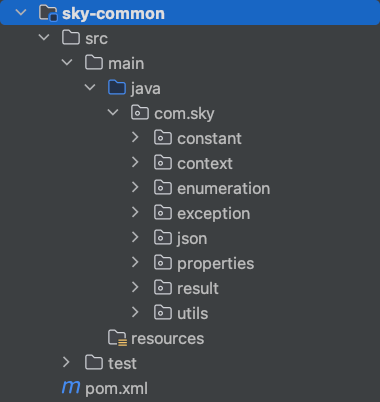 sky-common
src
main
java
com.sky
constant
context
enumeration
exception
json
properties
result
utils
resources
test
m pom.xml